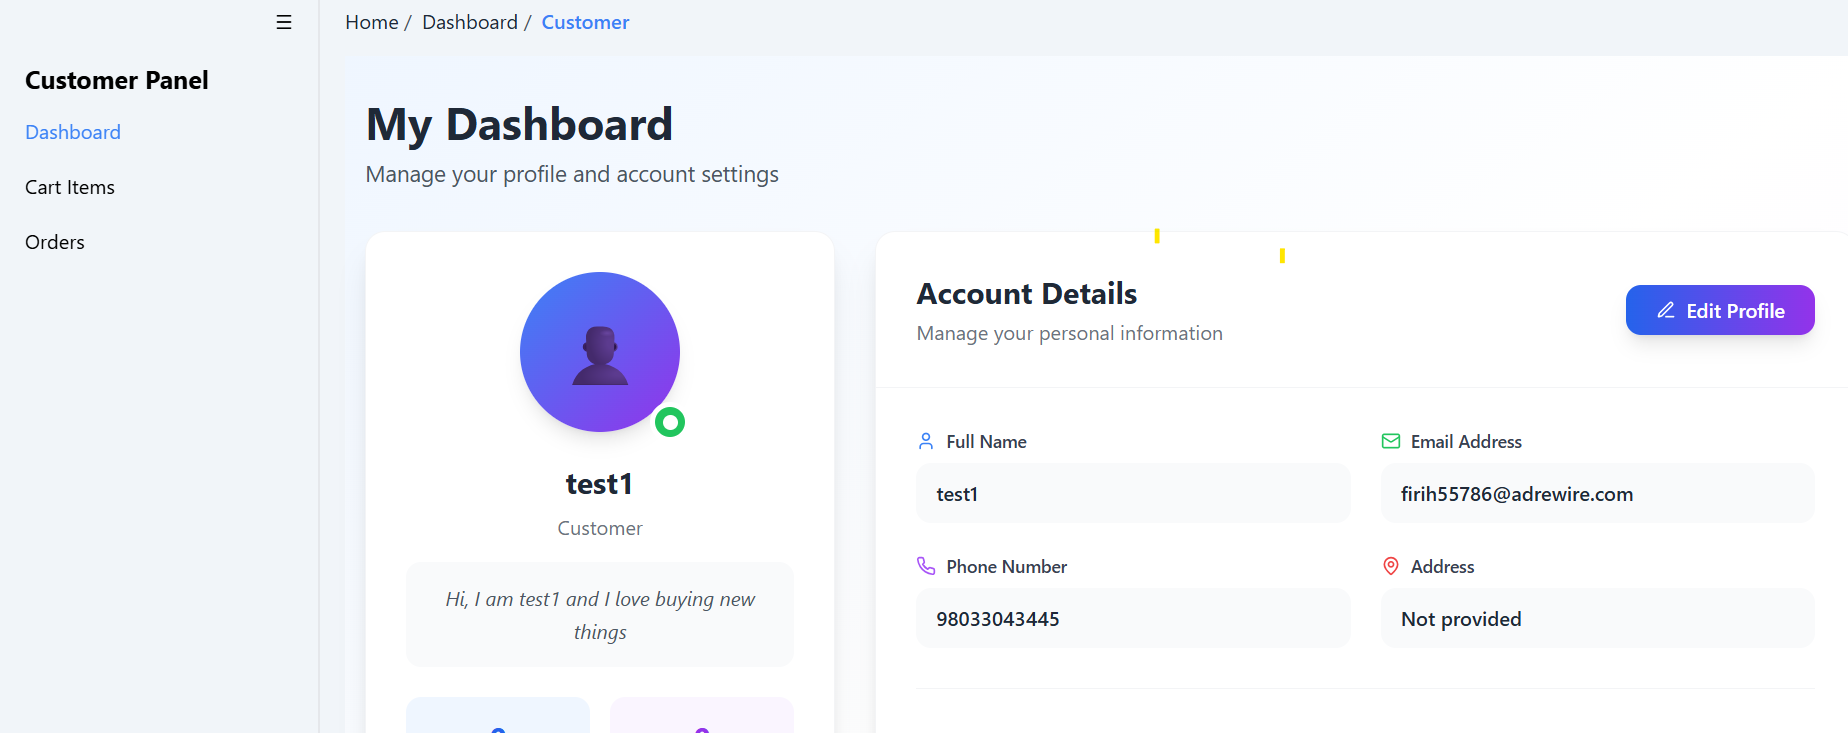 Home / Dashboard / Customer
Customer Panel
Dashboard
Cart Items
Orders
My Dashboard
Manage your profile and account settings
test1
Customer
Hi, I am test1 and I love buying new
things
Account Details
Manage your personal information
Edit Profile
Full Name
test1
Email Address
firih55786@adrewire.com
Phone Number
98033043445
Address
Not provided